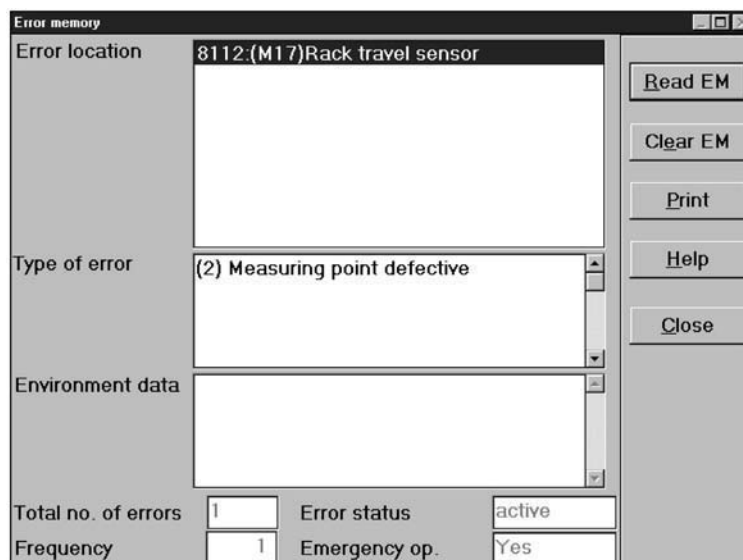 Error memory
Error location
8112:(M17)Rack travel sensor
Read EM
Clear EM
Print
Help
Close
Type of error
(2) Measuring point defective
Environment data
Total no. of errors 1 Error status active
Frequency 1 Emergency op. Yes